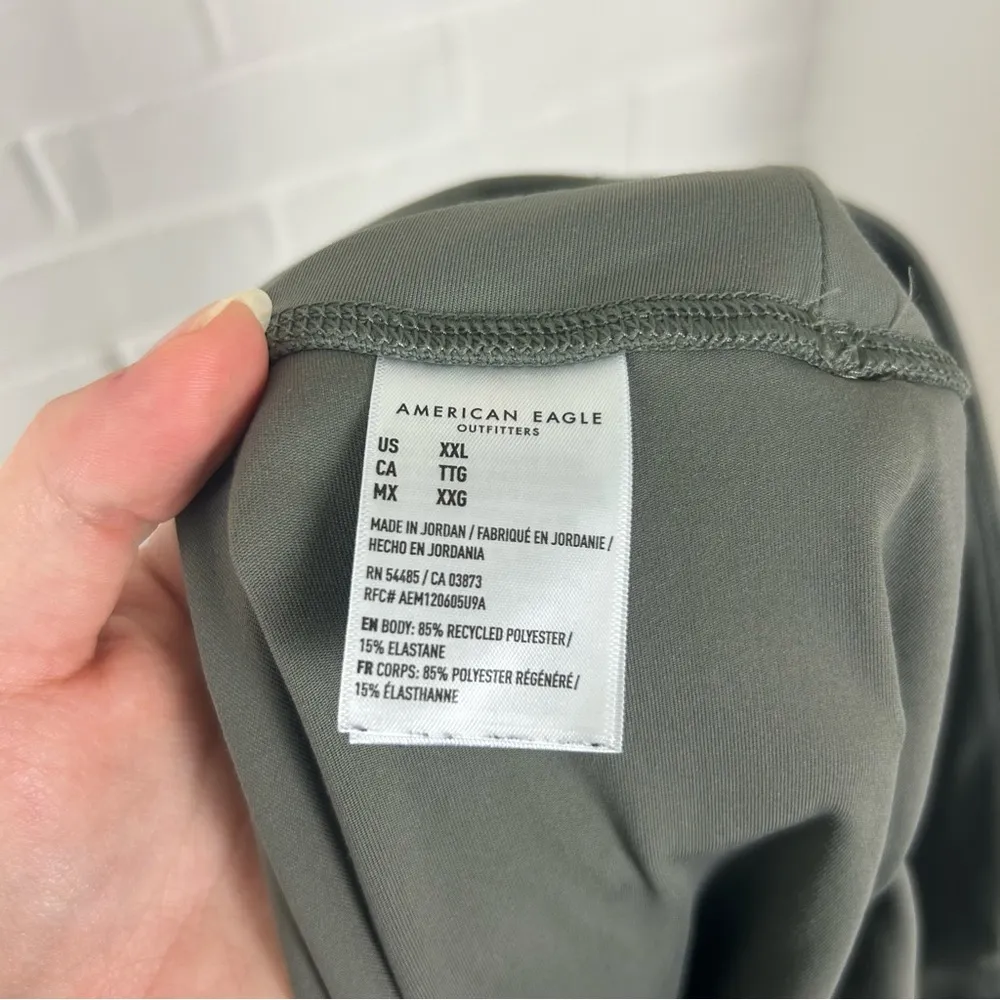 AMERICAN EAGLE
OUTFITTERS
US XXL
CA TTG
MX XXG
MADE IN JORDAN / FABRIQUÉ EN JORDANIE /
HECHO EN JORDANIA
RN 54485 / CA 03873
RFC# AEM120605U9A
EN BODY: 85% RECYCLED POLYESTER /
15% ELASTANE
FR CORPS: 85% POLYESTER RÉGÉNÉRÉ /
15% ÉLASTHANNE